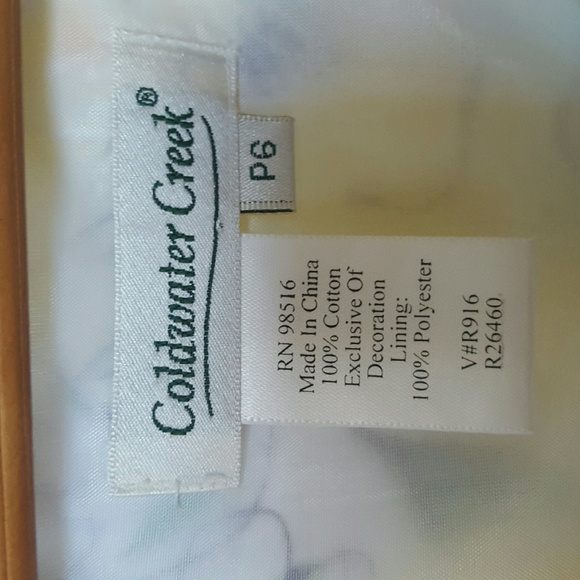 Coldwater Creek®
P6
RN 98516
Made In China
100% Cotton
Exclusive Of
Decoration
Lining:
100% Polyester
V#R916
R26460